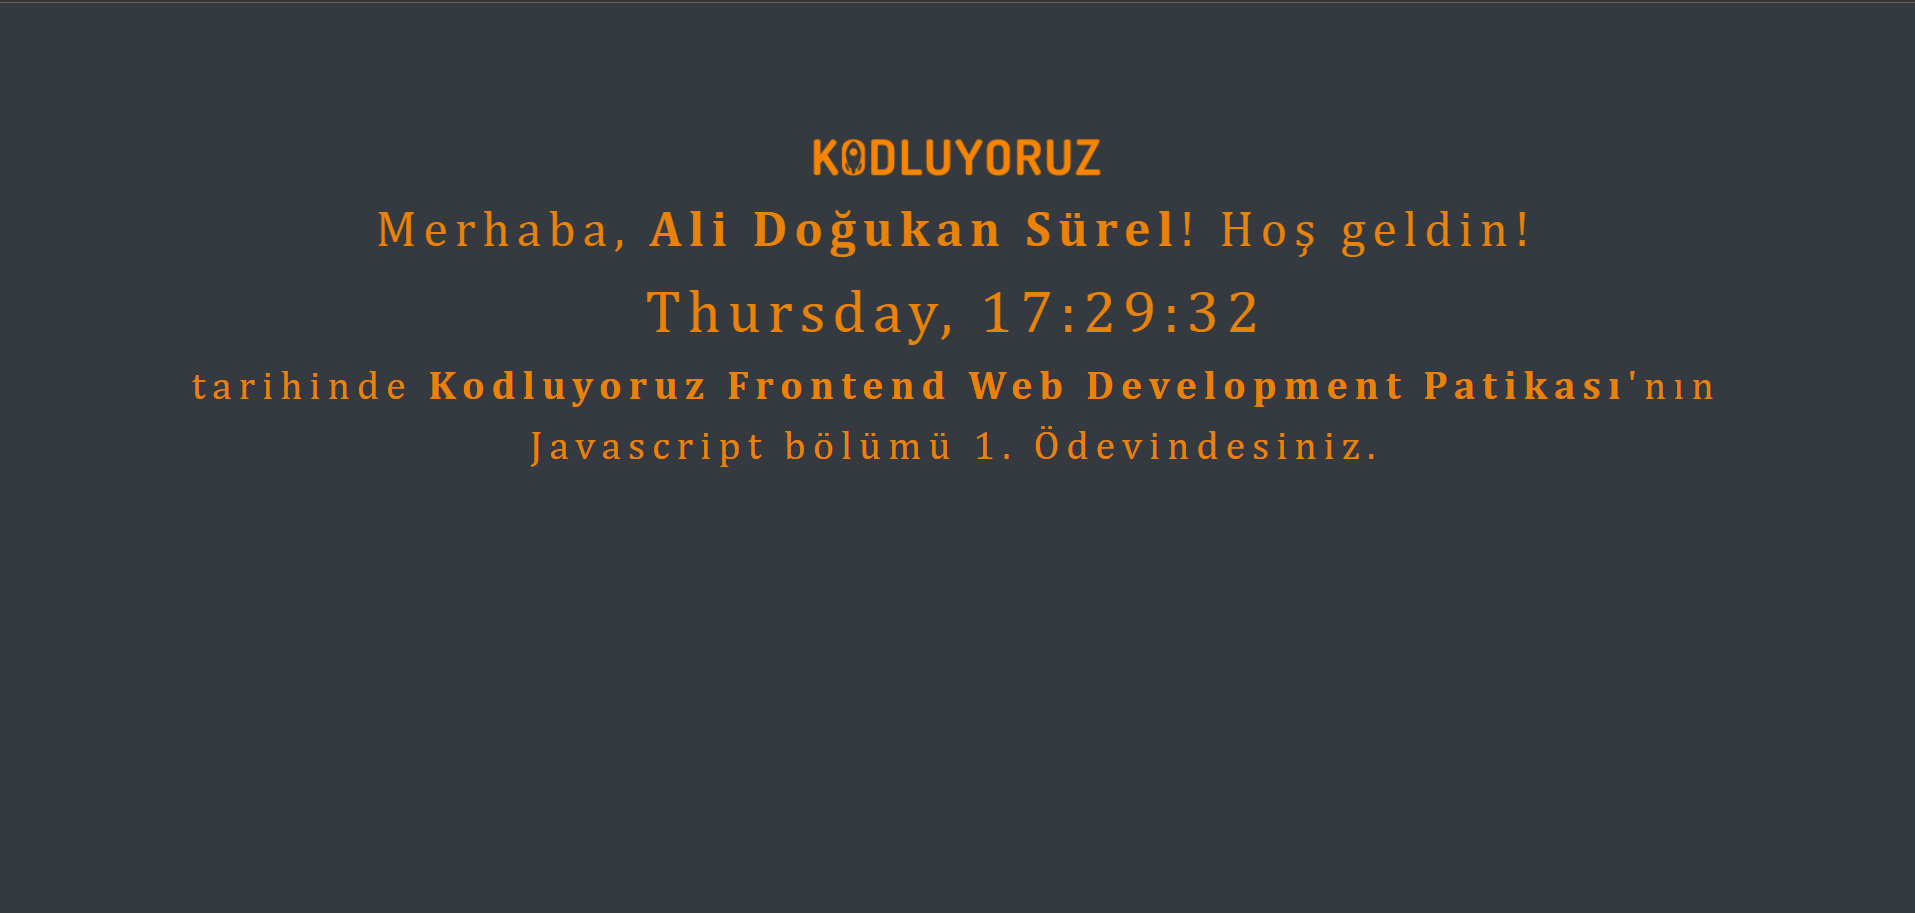 KODLUYORUZ
Merhaba, Ali Doğukan Sürel! Hoş geldin!
Thursday, 17:29:32
tarihinde Kodluyoruz Frontend Web Development Patikası'nın
Javascript bölümü 1. Ödevindesiniz.